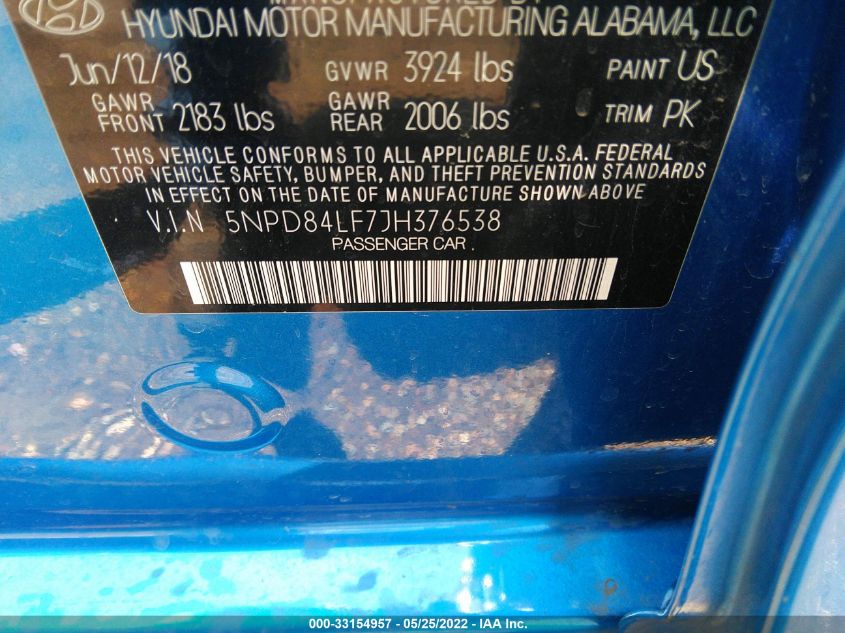 MANUFACTURED BY
HYUNDAI MOTOR MANUFACTURING ALABAMA, LLC
Jun/12/18 GVWR 3924 lbs PAINT US
GAWR FRONT 2183 lbs GAWR REAR 2006 lbs TRIM PK
THIS VEHICLE CONFORMS TO ALL APPLICABLE U.S.A. FEDERAL
MOTOR VEHICLE SAFETY, BUMPER, AND THEFT PREVENTION STANDARDS
IN EFFECT ON THE DATE OF MANUFACTURE SHOWN ABOVE
V.I.N 5NPD84LF7JH376538
PASSENGER CAR
000-33154957 - 05/25/2022 - IAA Inc.